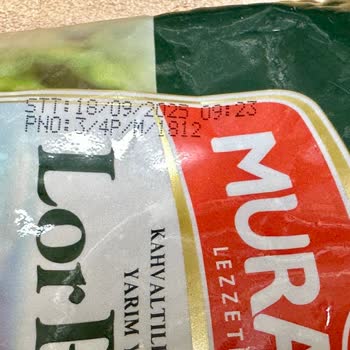 STT:18/09/2025 09:23
PNO:3/4P/M/1812
MURA
LEZZET
KAHVALTILI
YARIM
Lor